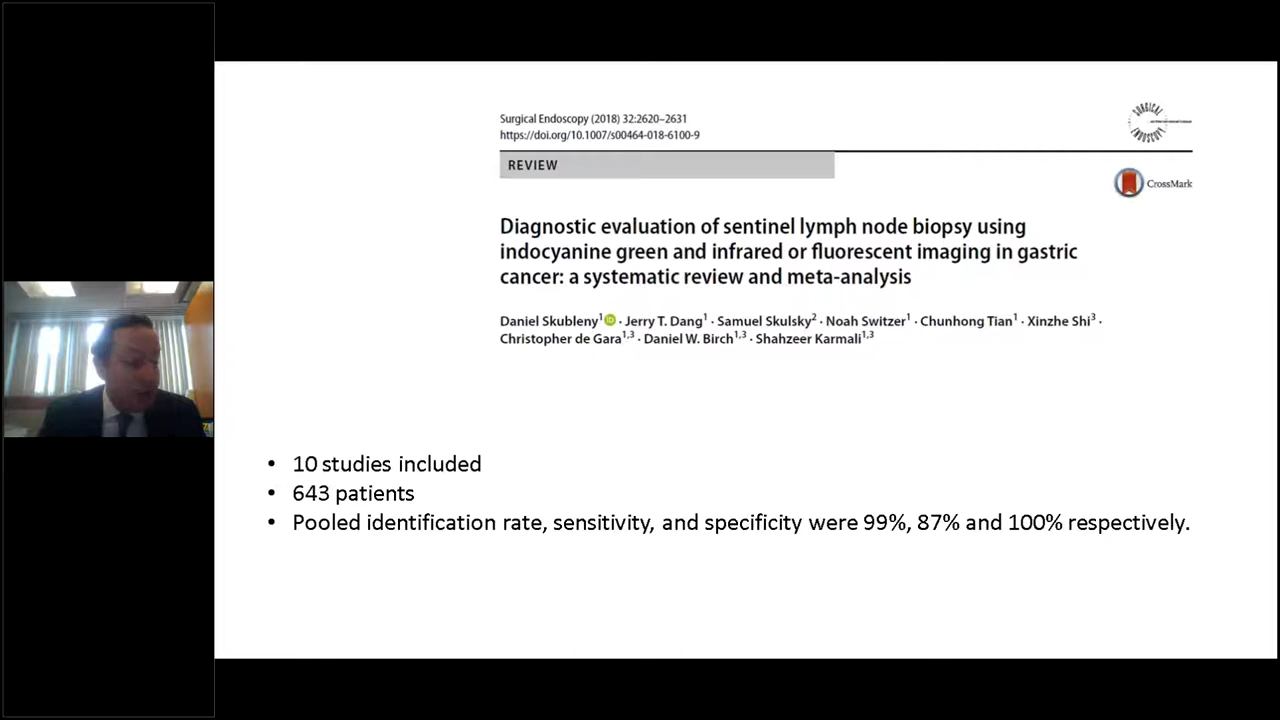 Surgical Endoscopy (2018) 32:2620–2631
https://doi.org/10.1007/s00464-018-6100-9
SURGICAL
ENDOSCOPY
REVIEW
CrossMark
Diagnostic evaluation of sentinel lymph node biopsy using
indocyanine green and infrared or fluorescent imaging in gastric
cancer: a systematic review and meta-analysis
Daniel Skubleny1 iD · Jerry T. Dang1 · Samuel Skulsky2 · Noah Switzer1 · Chunhong Tian1 · Xinzhe Shi3 ·
Christopher de Gara1,3 · Daniel W. Birch1,3 · Shahzeer Karmali1,3
• 10 studies included
• 643 patients
• Pooled identification rate, sensitivity, and specificity were 99%, 87% and 100% respectively.